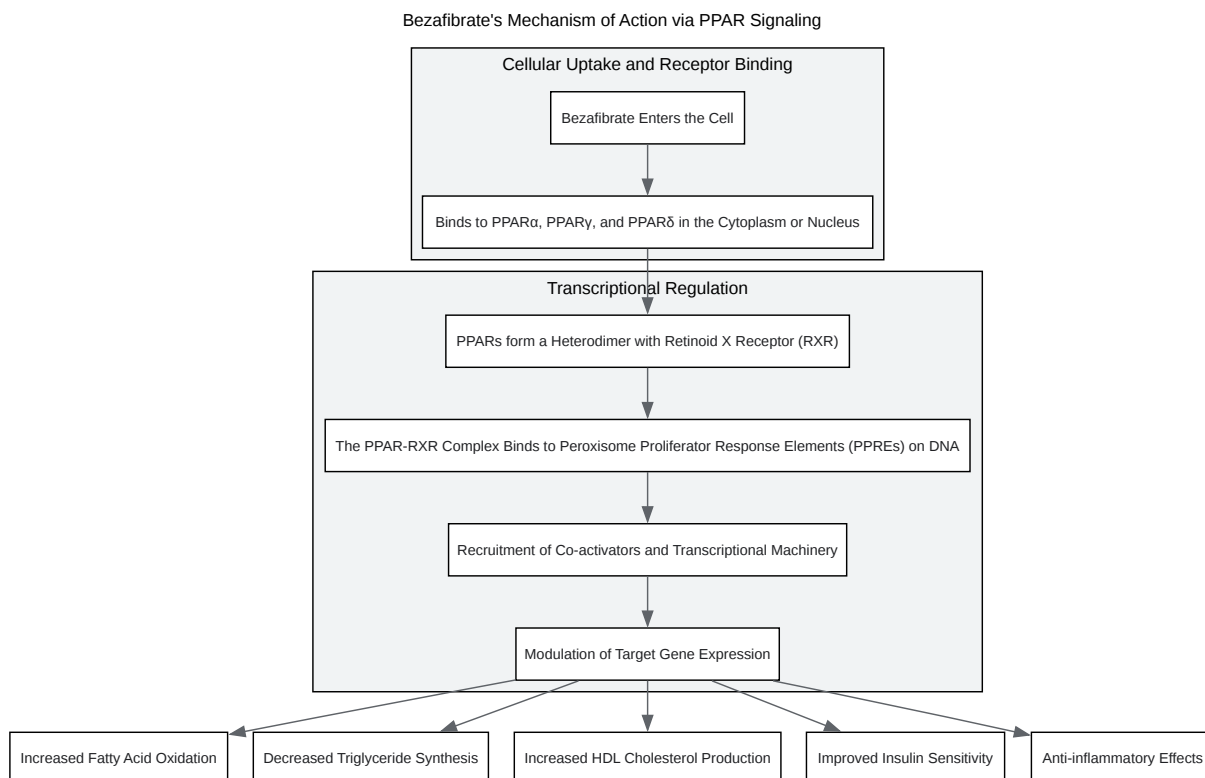 Bezafibrate's Mechanism of Action via PPAR Signaling
Cellular Uptake and Receptor Binding
Bezafibrate Enters the Cell
Binds to PPARα, PPARγ, and PPARδ in the Cytoplasm or Nucleus
Transcriptional Regulation
PPARs form a Heterodimer with Retinoid X Receptor (RXR)
The PPAR-RXR Complex Binds to Peroxisome Proliferator Response Elements (PPREs) on DNA
Recruitment of Co-activators and Transcriptional Machinery
Modulation of Target Gene Expression
Increased Fatty Acid Oxidation
Decreased Triglyceride Synthesis
Increased HDL Cholesterol Production
Improved Insulin Sensitivity
Anti-inflammatory Effects